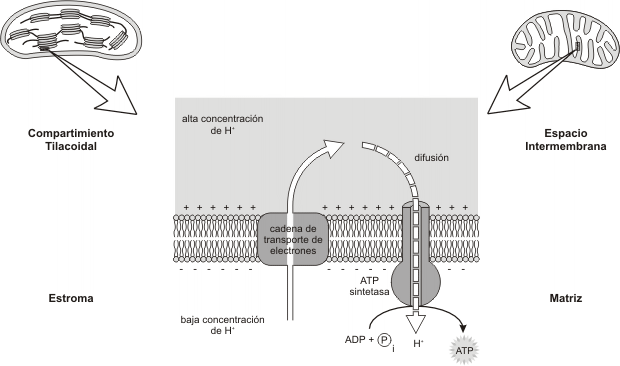 alta concentración
de H⁺
Compartimiento
Tilacoidal
Espacio
Intermembrana
difusión
+ + + + + +
+ + + + +
+ + +
cadena de
transporte de
electrones
- - - - - -
- - - - -
- -
ATP
sintetasa
Estroma
Matriz
baja concentración
de H⁺
ADP + P i
H⁺
ATP